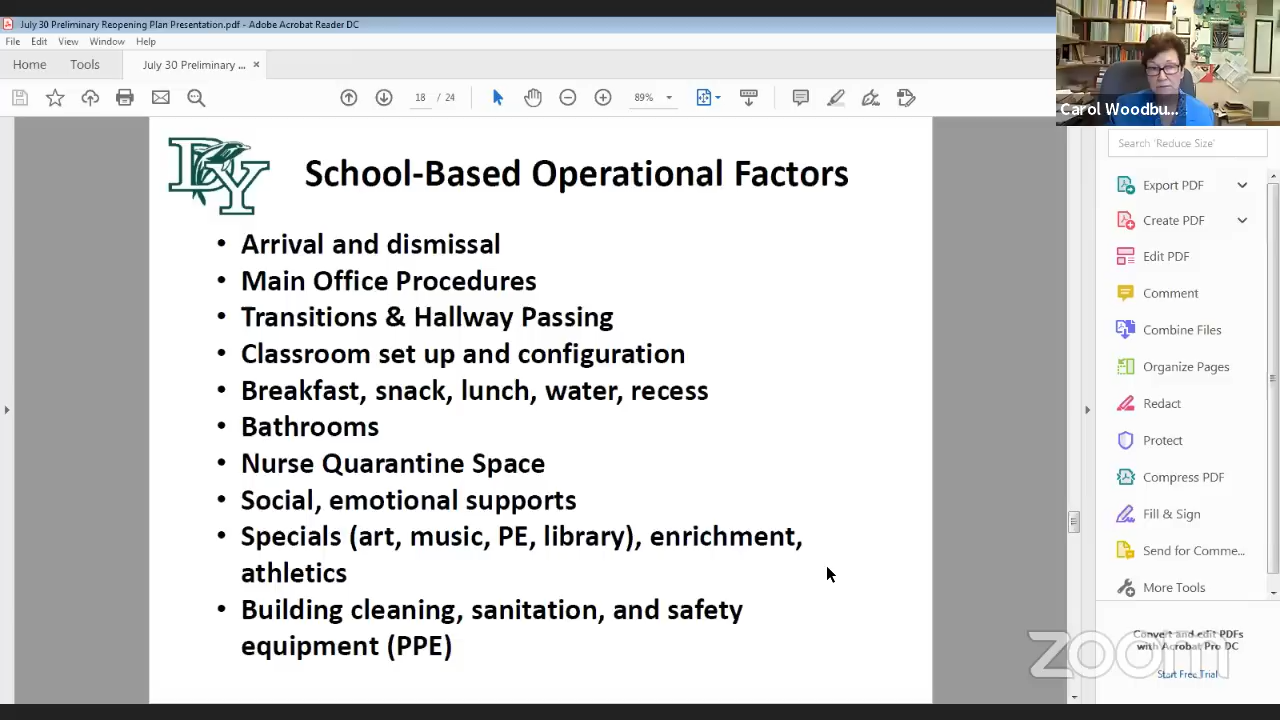 July 30 Preliminary Reopening Plan Presentation.pdf - Adobe Acrobat Reader DC
File Edit View Window Help
Home Tools July 30 Preliminary ... ×
18 / 24 89%
Carol Woodbu...
Search 'Reduce Size'
DY
School-Based Operational Factors
• Arrival and dismissal
• Main Office Procedures
• Transitions & Hallway Passing
• Classroom set up and configuration
• Breakfast, snack, lunch, water, recess
• Bathrooms
• Nurse Quarantine Space
• Social, emotional supports
• Specials (art, music, PE, library), enrichment,
athletics
• Building cleaning, sanitation, and safety
equipment (PPE)
Export PDF
Create PDF
Edit PDF
Comment
Combine Files
Organize Pages
Redact
Protect
Compress PDF
Fill & Sign
Send for Comme...
More Tools
Convert and edit PDFs
with Acrobat Pro DC
Start Free Trial
zoom